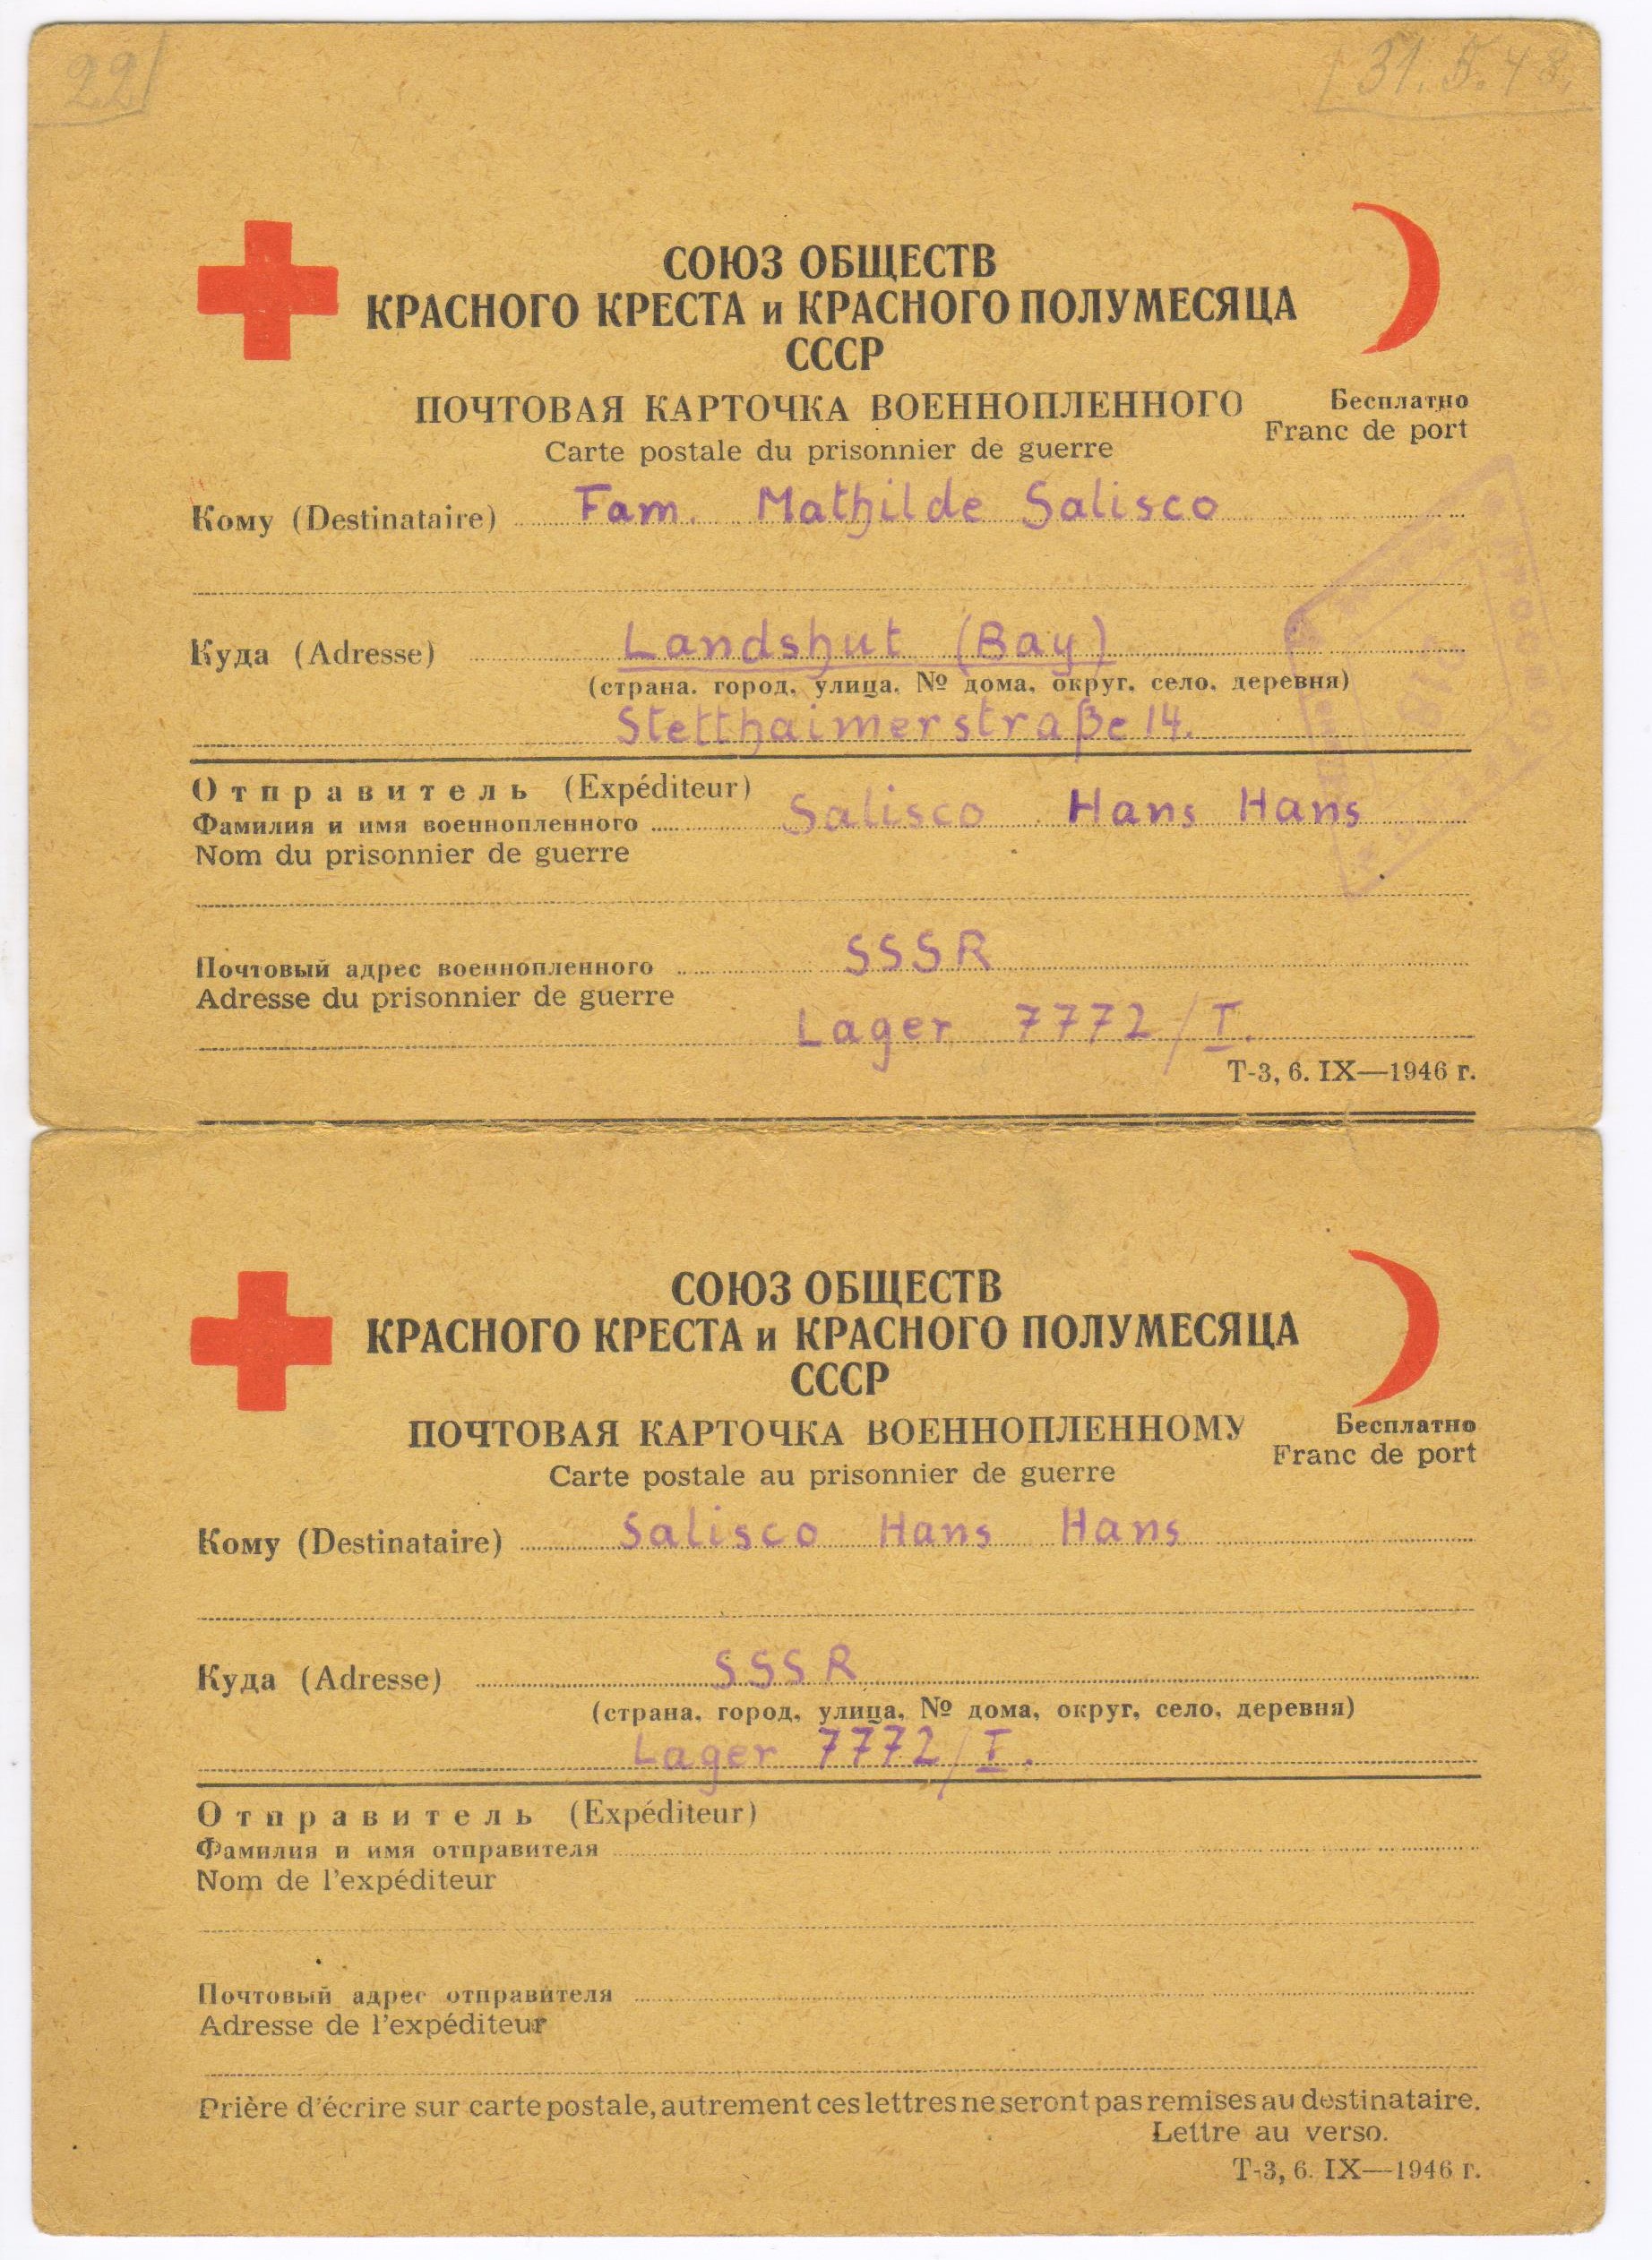 22
31.5.48.
СОЮЗ ОБЩЕСТВ
КРАСНОГО КРЕСТА и КРАСНОГО ПОЛУМЕСЯЦА
СССР
ПОЧТОВАЯ КАРТОЧКА ВОЕННОПЛЕННОГО
Бесплатно
Carte postale du prisonnier de guerre
Franc de port
Кому (Destinataire) Fam. Mathilde Salisco
Куда (Adresse) Landshut (Bay)
(страна, город, улица, № дома, округ, село, деревня)
Stetthaimerstraße 14.
Отправитель (Expéditeur)
Фамилия и имя военнопленного Salisco Hans Hans
Nom du prisonnier de guerre
Почтовый адрес военнопленного SSSR
Adresse du prisonnier de guerre
Lager 7772/I.
Т-3, 6. IX—1946 г.
СОЮЗ ОБЩЕСТВ
КРАСНОГО КРЕСТА и КРАСНОГО ПОЛУМЕСЯЦА
СССР
ПОЧТОВАЯ КАРТОЧКА ВОЕННОПЛЕННОМУ
Бесплатно
Carte postale au prisonnier de guerre
Franc de port
Кому (Destinataire) Salisco Hans Hans
Куда (Adresse) SSSR
(страна, город, улица, № дома, округ, село, деревня)
Lager 7772/I.
Отправитель (Expéditeur)
Фамилия и имя отправителя
Nom de l'expéditeur
Почтовый адрес отправителя
Adresse de l'expéditeur
Prière d'écrire sur carte postale, autrement ces lettres ne seront pas remises au destinataire.
Lettre au verso.
Т-3, 6. IX—1946 г.